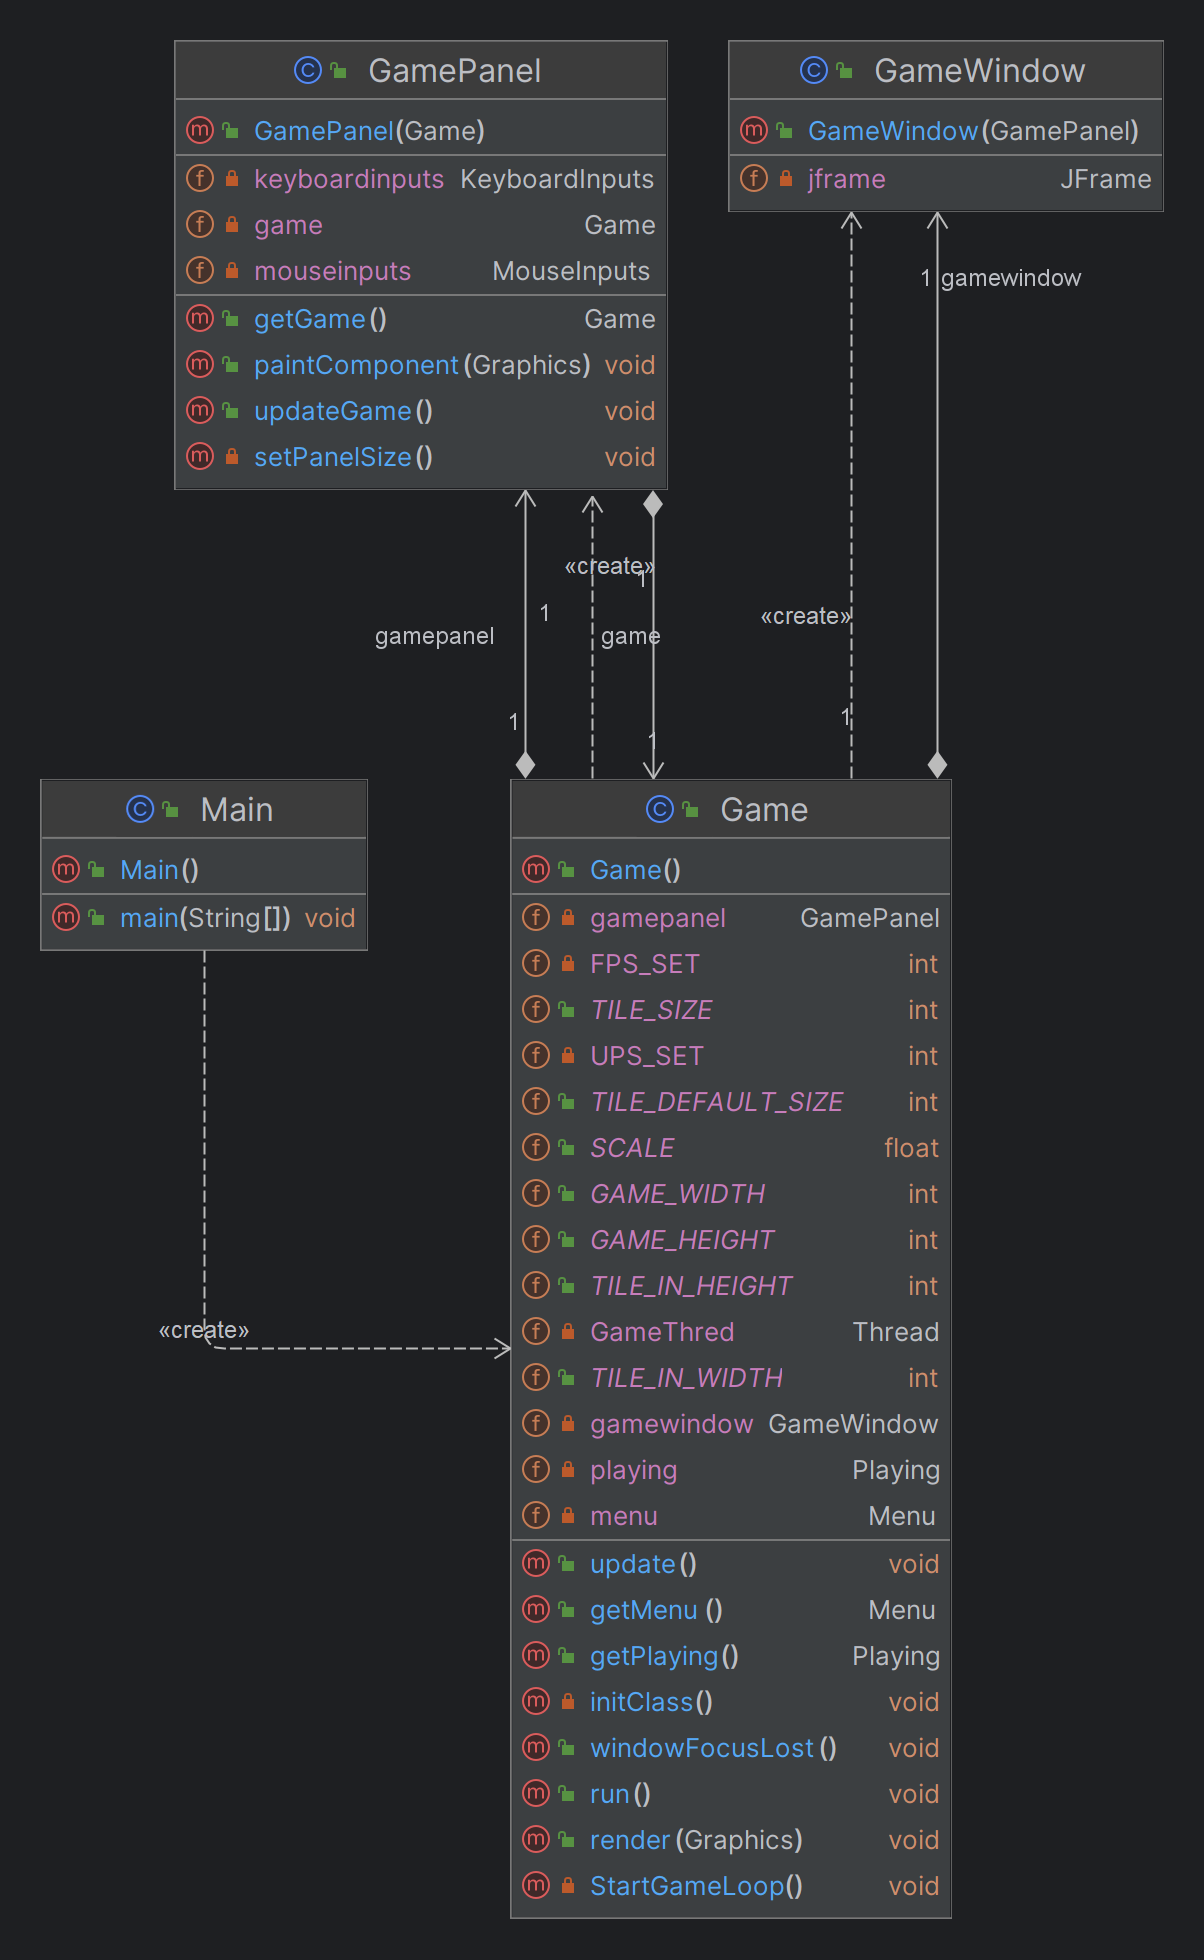 GamePanel
GamePanel(Game)
keyboardinputs KeyboardInputs
game Game
mouseinputs MouseInputs
getGame() Game
paintComponent(Graphics) void
updateGame() void
setPanelSize() void
GameWindow
GameWindow(GamePanel)
jframe JFrame
1 gamewindow
«create»
1
1
gamepanel
game
«create»
1
1
1
1
Main
Main()
main(String[]) void
«create»
Game
Game()
gamepanel GamePanel
FPS_SET int
TILE_SIZE int
UPS_SET int
TILE_DEFAULT_SIZE int
SCALE float
GAME_WIDTH int
GAME_HEIGHT int
TILE_IN_HEIGHT int
GameThred Thread
TILE_IN_WIDTH int
gamewindow GameWindow
playing Playing
menu Menu
update() void
getMenu () Menu
getPlaying() Playing
initClass() void
windowFocusLost () void
run() void
render(Graphics) void
StartGameLoop() void